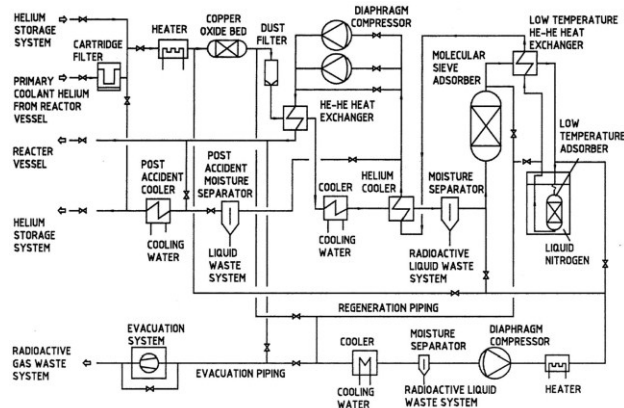 HELIUM
STORAGE
SYSTEM
CARTRIDGE
FILTER
PRIMARY
COOLANT HELIUM
FROM REACTOR
VESSEL
REACTER
VESSEL
HELIUM
STORAGE
SYSTEM
HEATER
COPPER
OXIDE BED
DUST
FILTER
DIAPHRAGM
COMPRESSOR
HE-HE HEAT
EXCHANGER
MOLECULAR
SIEVE
ADSORBER
LOW TEMPERATURE
HE-HE HEAT
EXCHANGER
LOW
TEMPERATURE
ADSORBER
LIQUID
NITROGEN
POST
ACCIDENT
COOLER
COOLING
WATER
POST
ACCIDENT
MOISTURE
SEPARATOR
LIQUID
WASTE
SYSTEM
COOLER
COOLING
WATER
HELIUM
COOLER
MOISTURE
SEPARATOR
RADIOACTIVE
LIQUID WASTE
SYSTEM
REGENERATION PIPING
RADIOACTIVE
GAS WASTE
SYSTEM
EVACUATION
SYSTEM
EVACUATION PIPING
COOLER
COOLING
WATER
MOISTURE
SEPARATOR
RADIOACTIVE LIQUID
WASTE SYSTEM
DIAPHRAGM
COMPRESSOR
HEATER